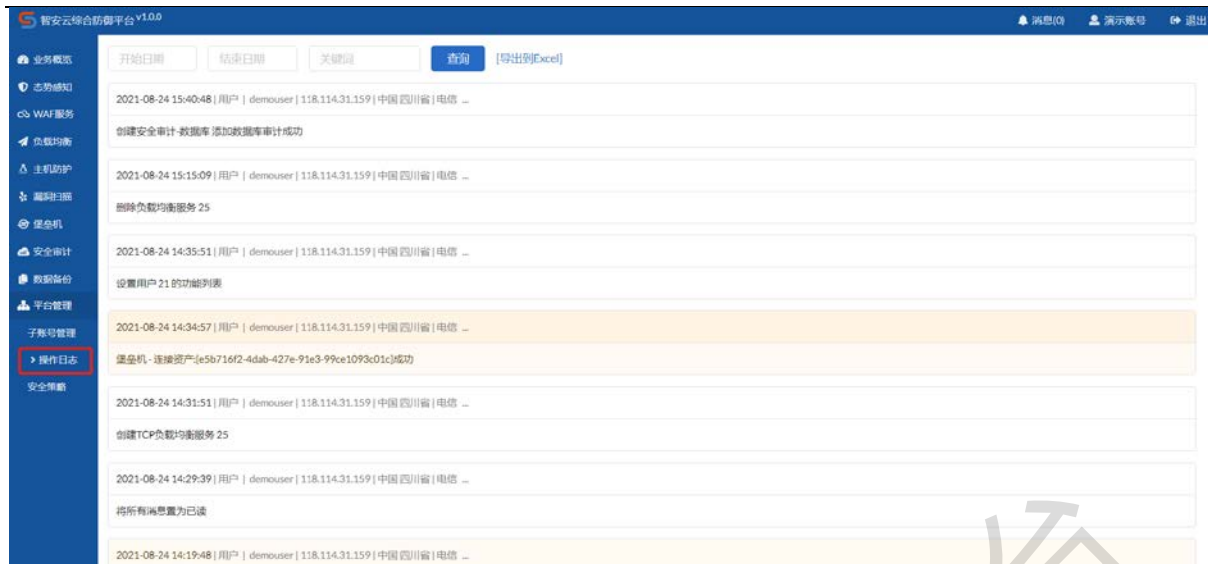 智安云综合防御平台 V1.0.0
消息(0) 演示账号 退出
业务概览
态势感知
WAF服务
负载均衡
主机防护
漏洞扫描
堡垒机
安全审计
数据备份
平台管理
子账号管理
操作日志
安全策略
开始日期 结束日期 关键词 查询 [导出到Excel]
2021-08-24 15:40:48 | 用户 | demouser | 118.114.31.159 | 中国 四川省 | 电信 ...
创建安全审计-数据库 添加数据库审计成功
2021-08-24 15:15:09 | 用户 | demouser | 118.114.31.159 | 中国 四川省 | 电信 ...
删除负载均衡服务 25
2021-08-24 14:35:51 | 用户 | demouser | 118.114.31.159 | 中国 四川省 | 电信 ...
设置用户 21 的功能列表
2021-08-24 14:34:57 | 用户 | demouser | 118.114.31.159 | 中国 四川省 | 电信 ...
堡垒机 - 连接资产:[e5b716f2-4dab-427e-91e3-99ce1093c01c]成功
2021-08-24 14:31:51 | 用户 | demouser | 118.114.31.159 | 中国 四川省 | 电信 ...
创建TCP负载均衡服务 25
2021-08-24 14:29:39 | 用户 | demouser | 118.114.31.159 | 中国 四川省 | 电信 ...
将所有消息置为已读
2021-08-24 14:19:48 | 用户 | demouser | 118.114.31.159 | 中国 四川省 | 电信 ...